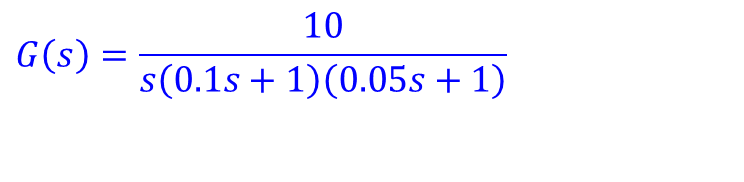 G(s) = 10 / s(0.1s + 1)(0.05s + 1)